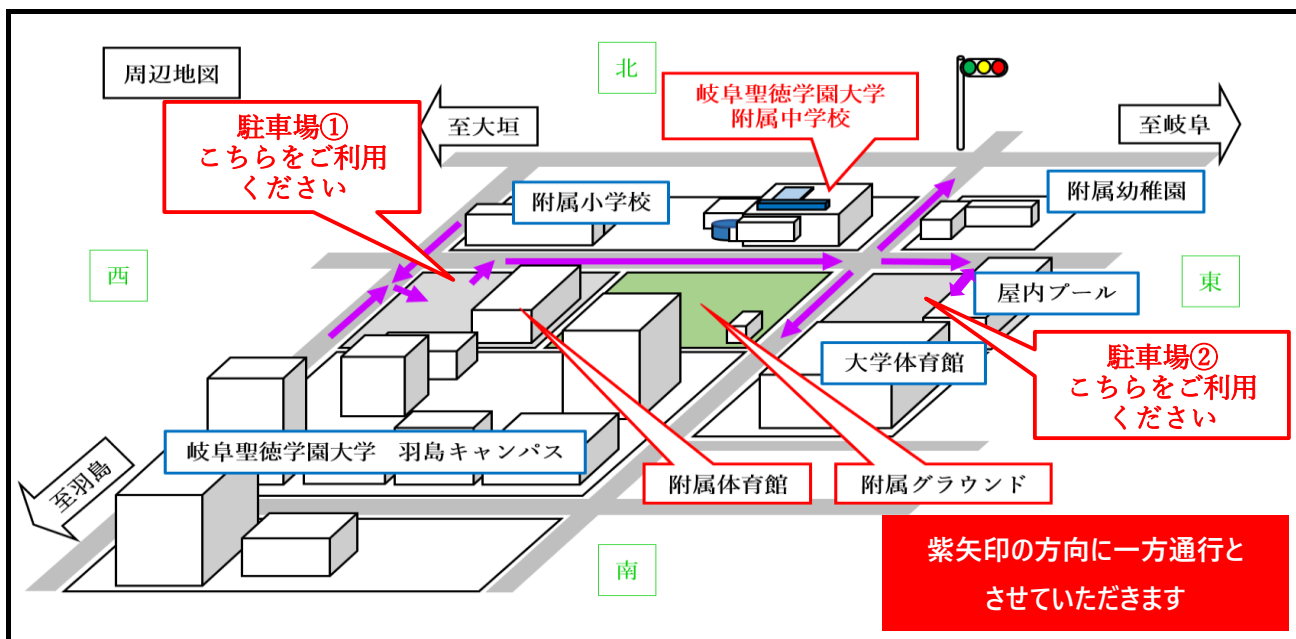 周辺地図
北
岐阜聖徳学園大学
附属中学校
至大垣
至岐阜
駐車場①
こちらをご利用
ください
附属小学校
附属幼稚園
西
東
屋内プール
大学体育館
駐車場②
こちらをご利用
ください
岐阜聖徳学園大学　羽島キャンパス
至羽島
附属体育館
附属グラウンド
南
紫矢印の方向に一方通行と
させていただきます